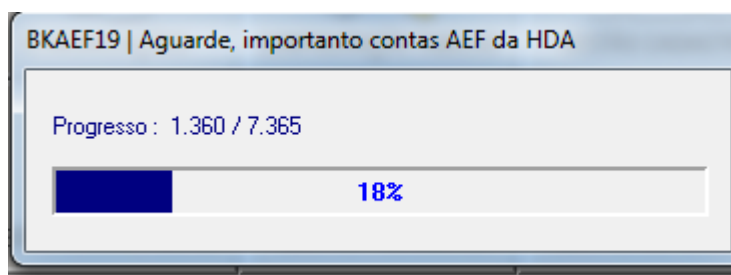 BKAEF19 | Aguarde, importanto contas AEF da HDA
Progresso : 1.360 / 7.365
18%